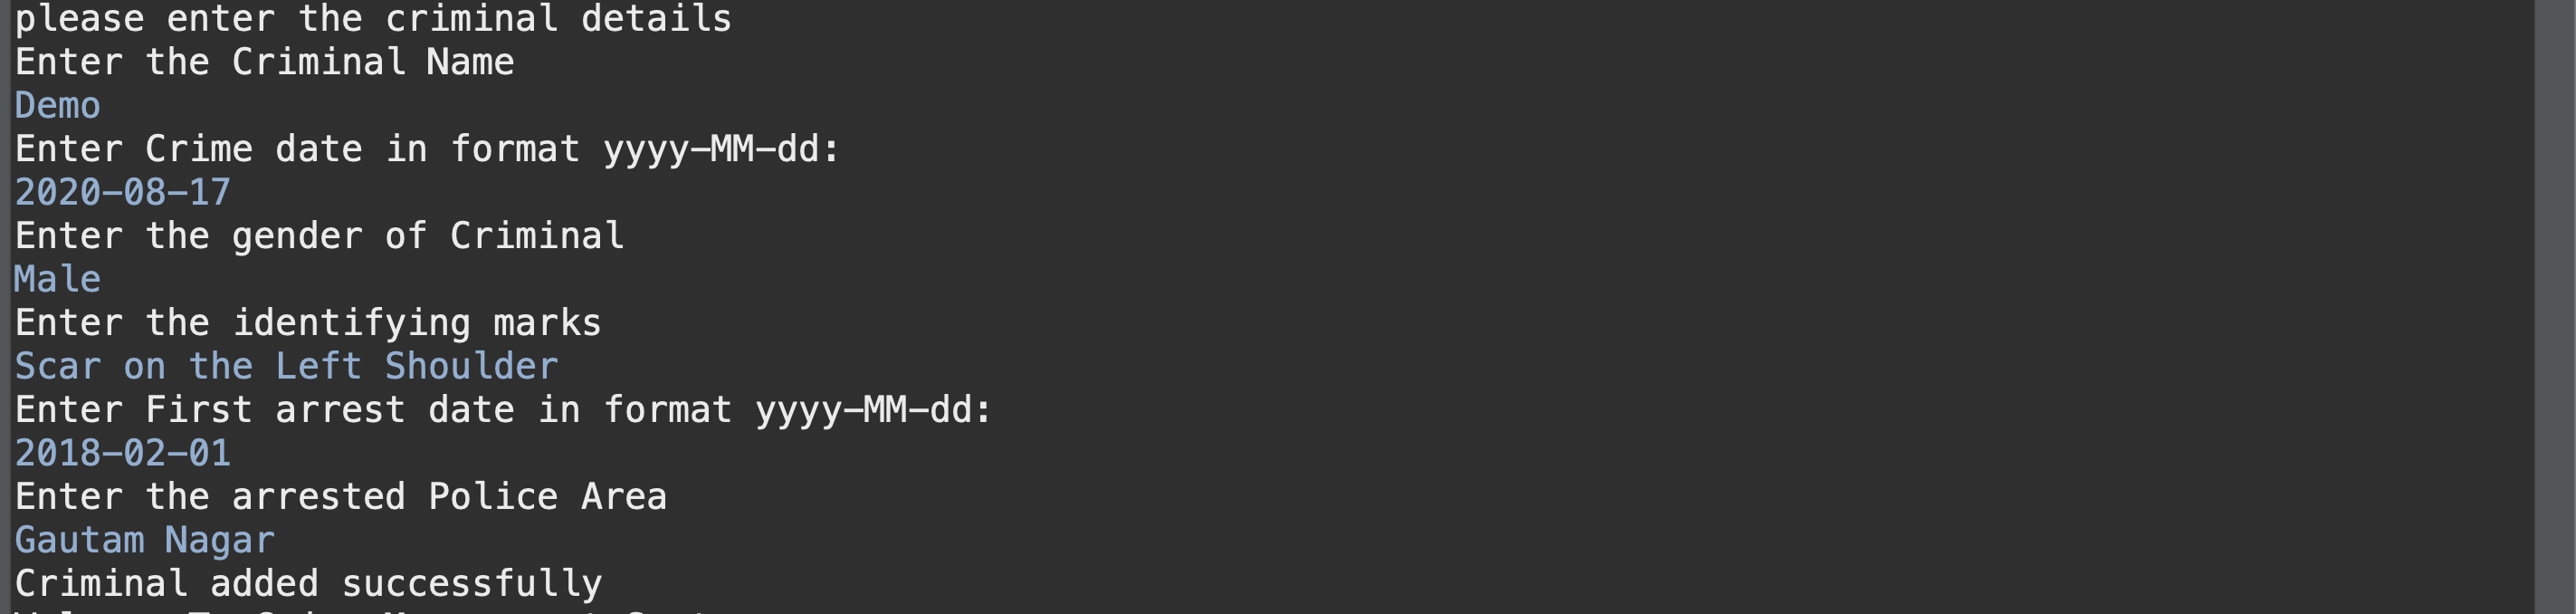 please enter the criminal details
Enter the Criminal Name
Demo
Enter Crime date in format yyyy-MM-dd:
2020-08-17
Enter the gender of Criminal
Male
Enter the identifying marks
Scar on the Left Shoulder
Enter First arrest date in format yyyy-MM-dd:
2018-02-01
Enter the arrested Police Area
Gautam Nagar
Criminal added successfully